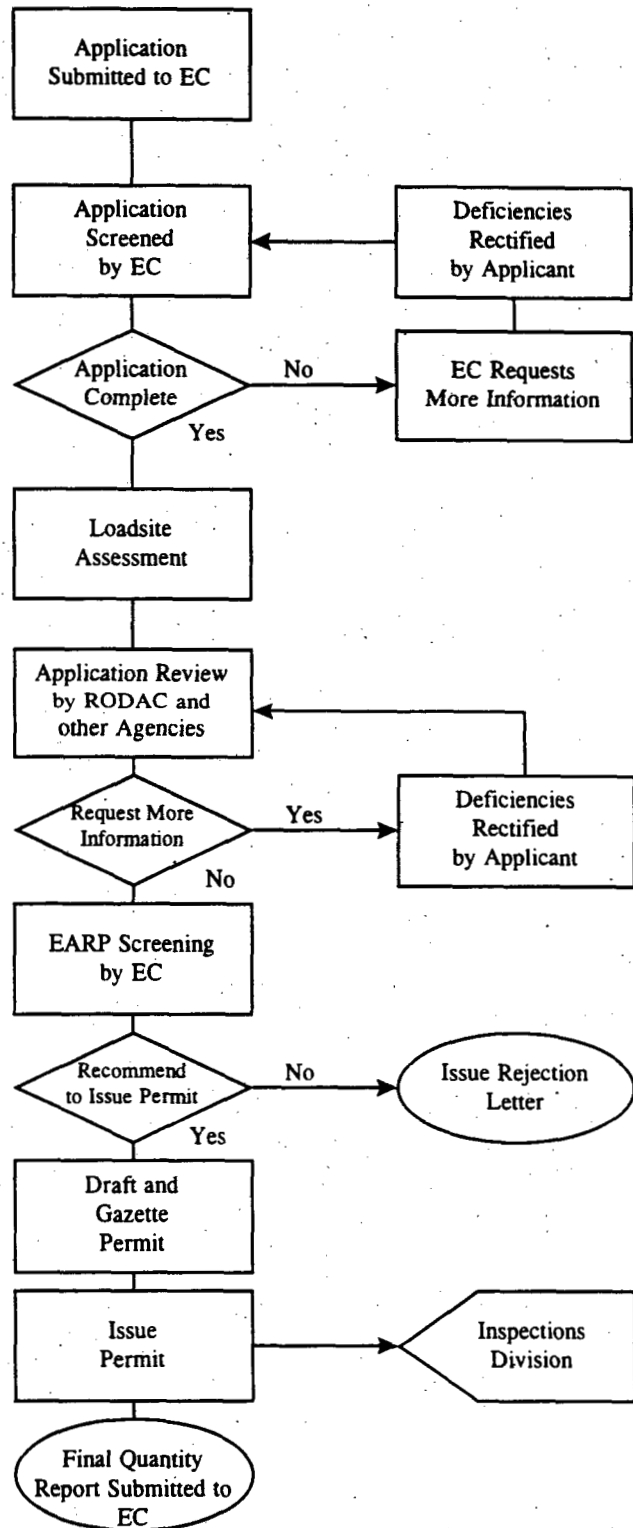 Application
Submitted to EC
Application
Screened
by EC
Deficiencies
Rectified
by Applicant
Application
Complete
No
Yes
EC Requests
More Information
Loadsite
Assessment
Application Review
by RODAC and
other Agencies
Request More
Information
Yes
No
Deficiencies
Rectified
by Applicant
EARP Screening
by EC
Recommend
to Issue Permit
No
Yes
Issue Rejection
Letter
Draft and
Gazette
Permit
Issue
Permit
Inspections
Division
Final Quantity
Report Submitted to
EC